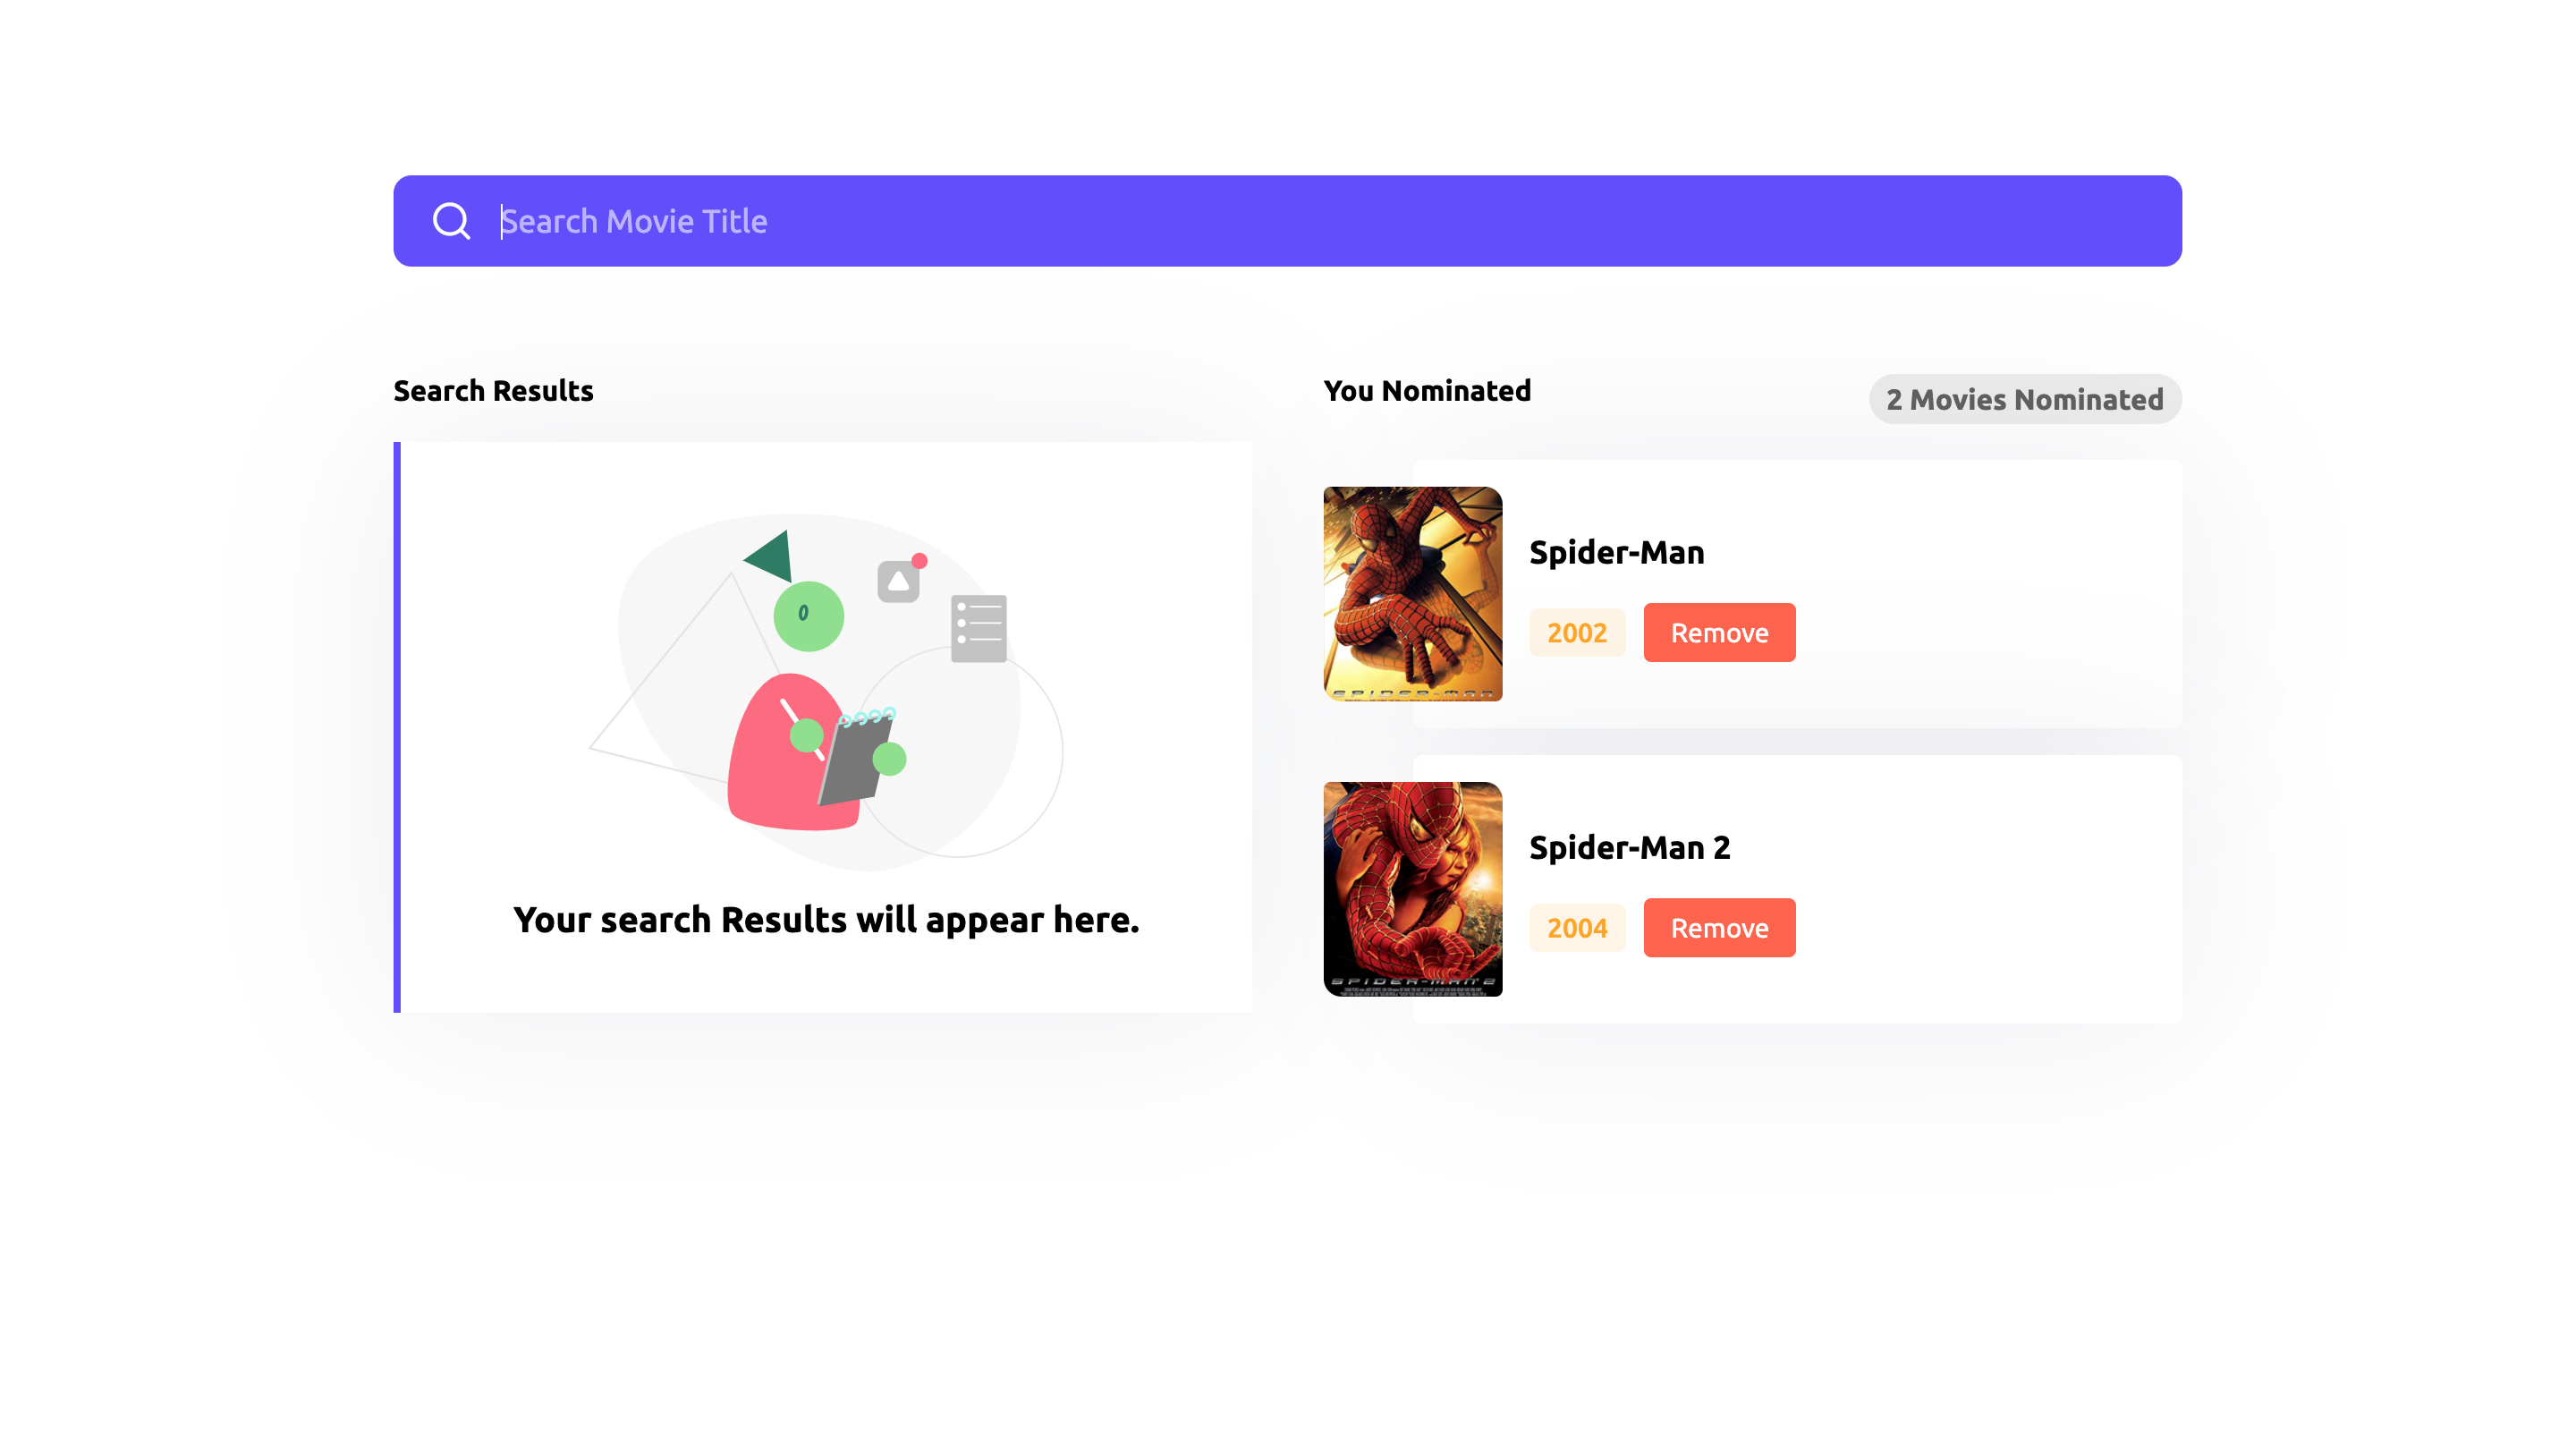 Search Movie Title
Search Results
You Nominated
2 Movies Nominated
Your search Results will appear here.
SPIDER-MAN
Spider-Man
2002
Remove
SPIDER-MAN 2
Spider-Man 2
2004
Remove